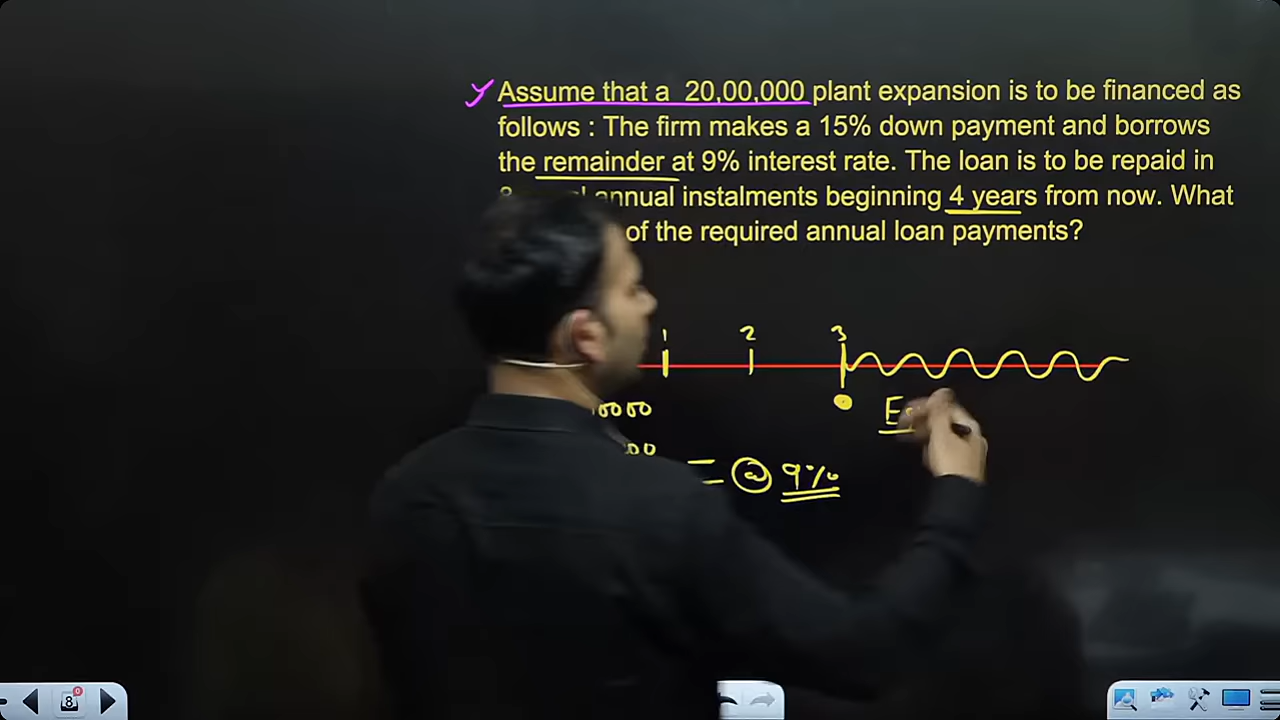 Assume that a 20,00,000 plant expansion is to be financed as
follows : The firm makes a 15% down payment and borrows
the remainder at 9% interest rate. The loan is to be repaid in
annual instalments beginning 4 years from now. What
of the required annual loan payments?
1 2 3
= @ 9%
8
0